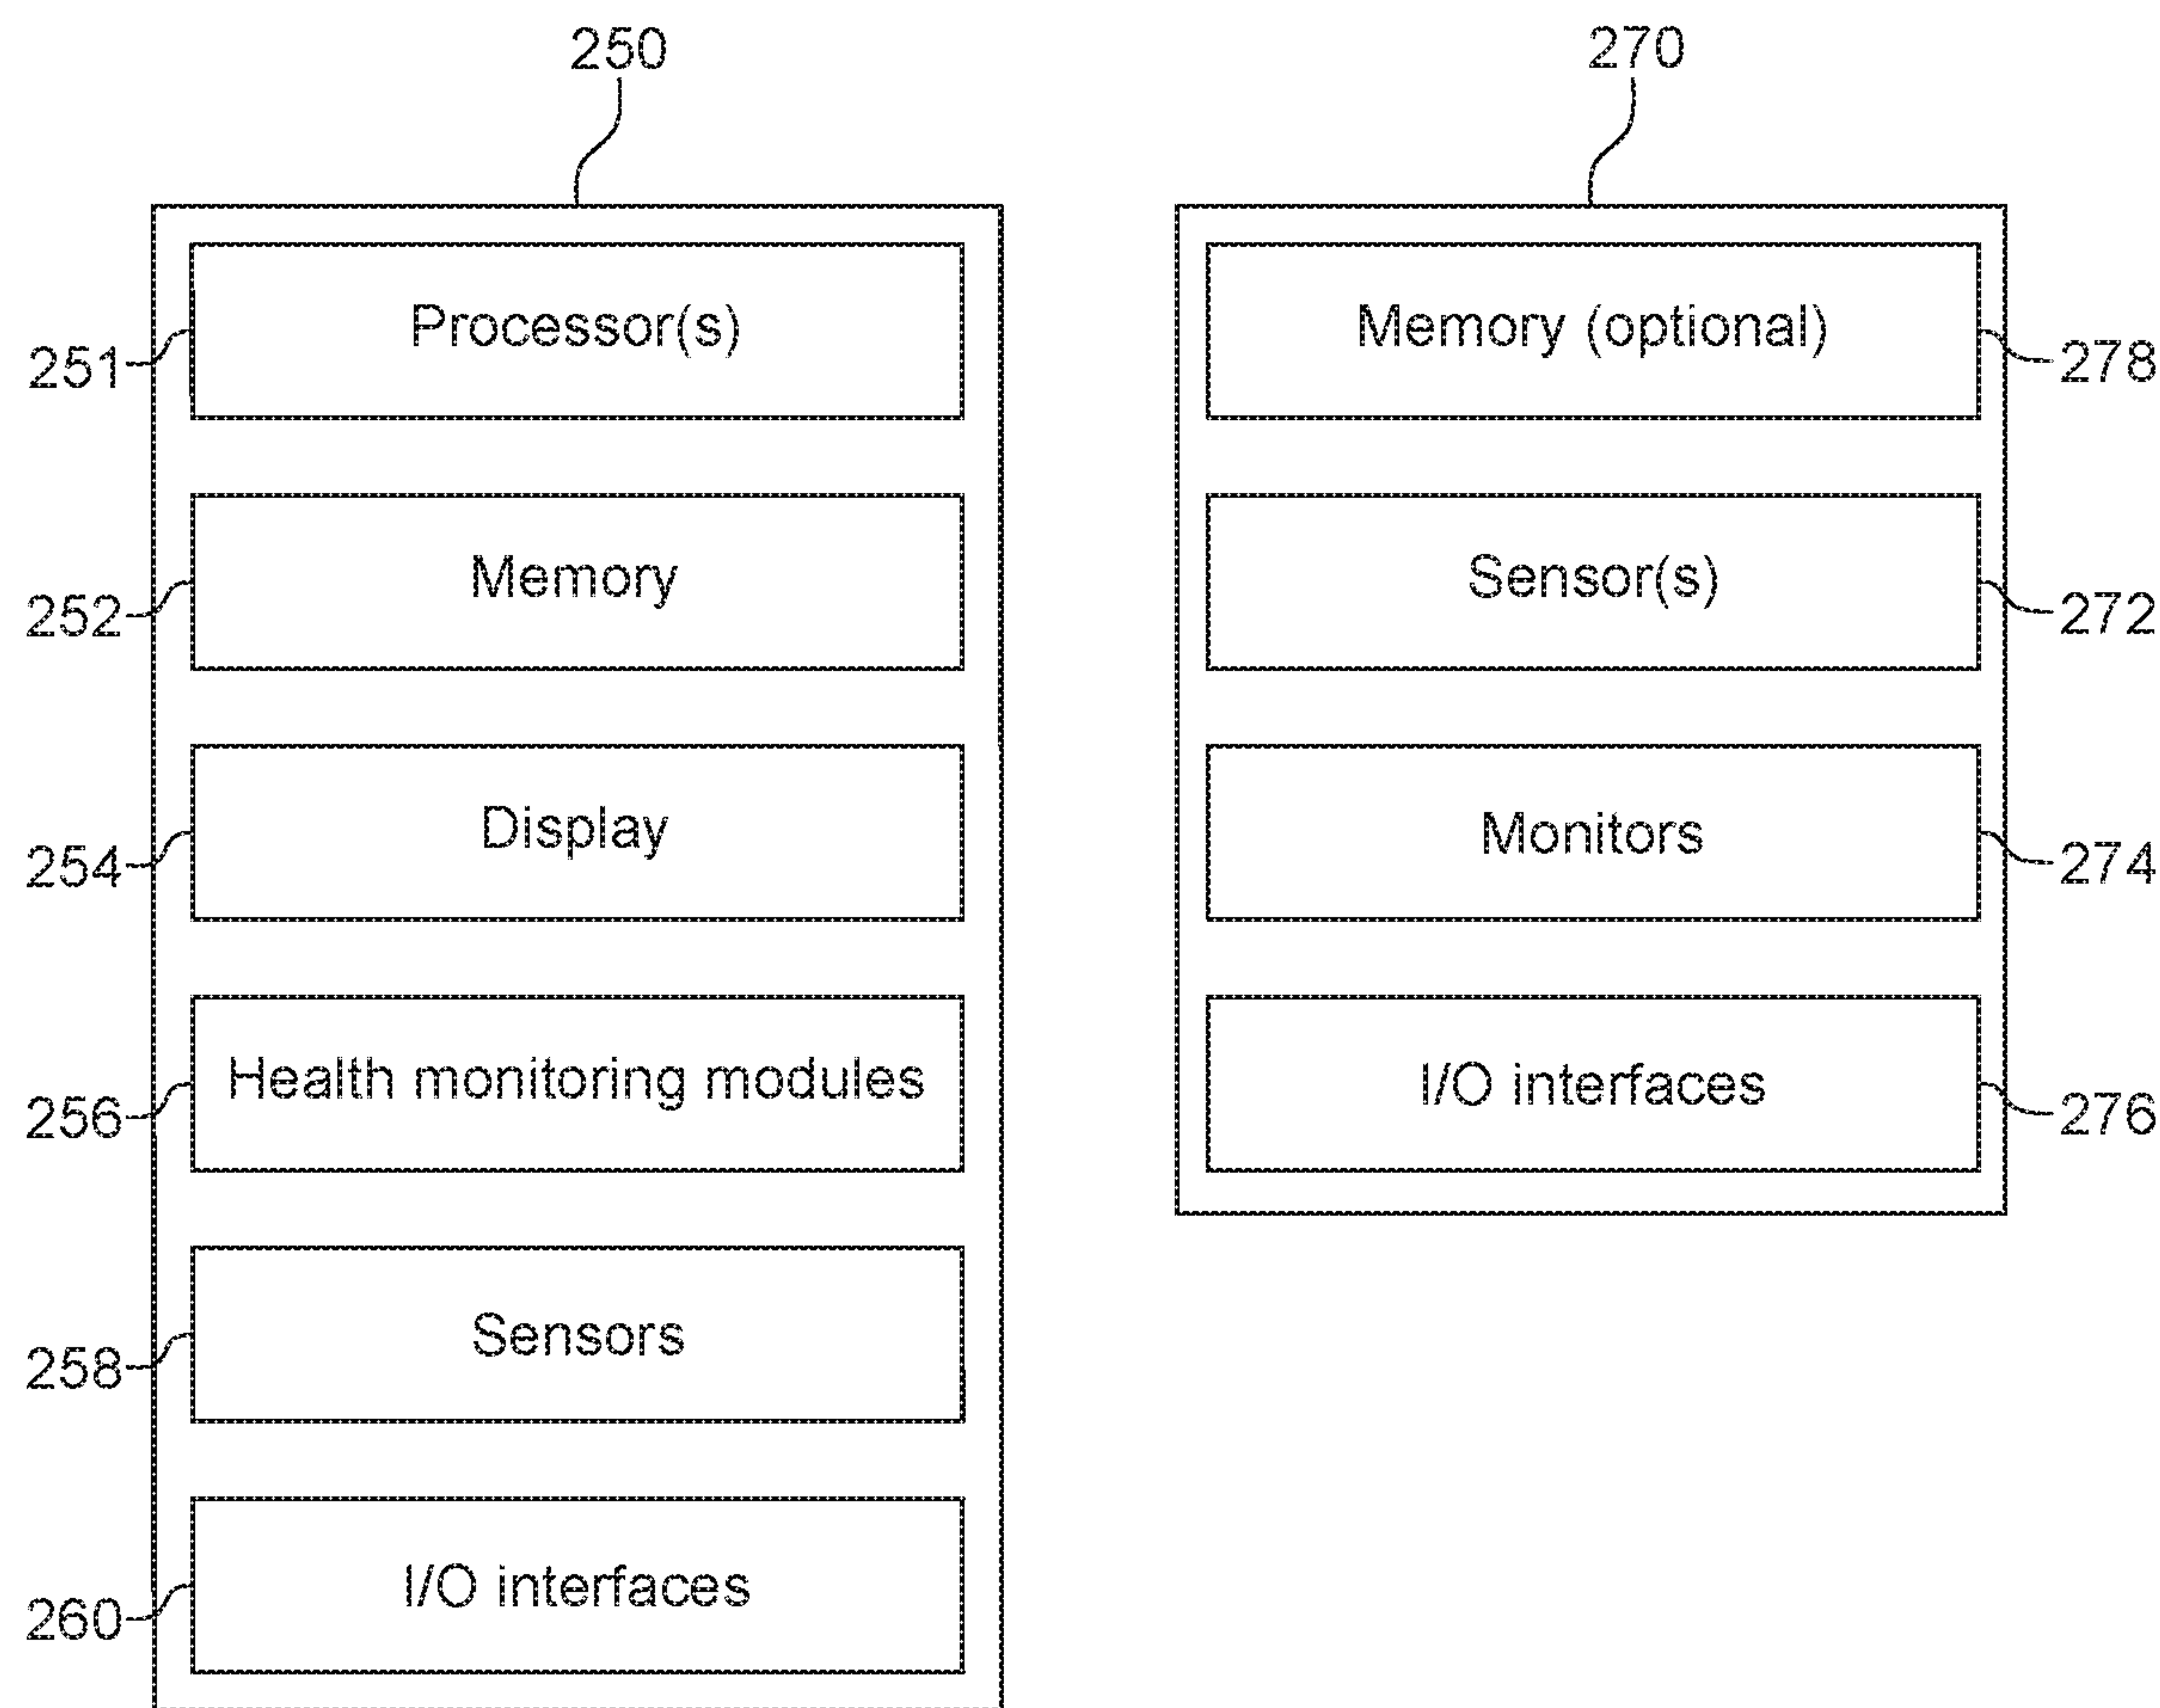 250
270
Processor(s)
251
Memory (optional)
278
Memory
252
Sensor(s)
272
Display
254
Monitors
274
Health monitoring modules
256
I/O interfaces
276
Sensors
258
I/O interfaces
260